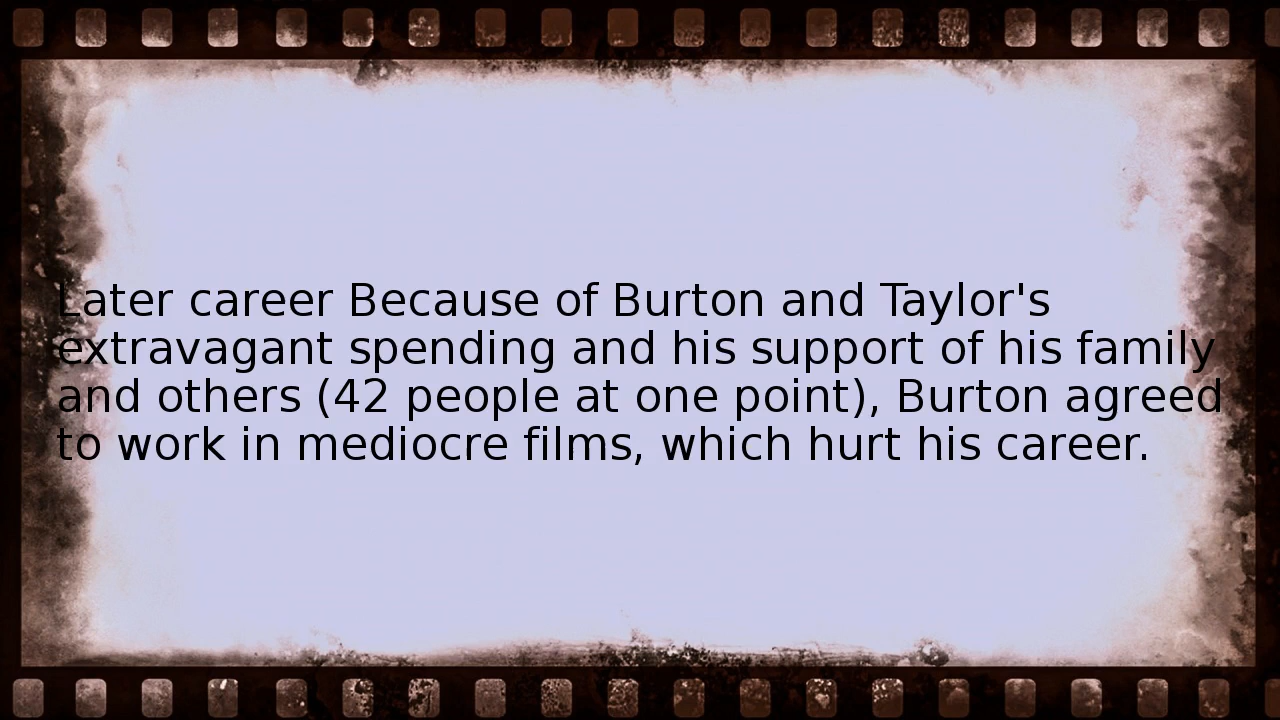 Later career Because of Burton and Taylor's
extravagant spending and his support of his family
and others (42 people at one point), Burton agreed
to work in mediocre films, which hurt his career.